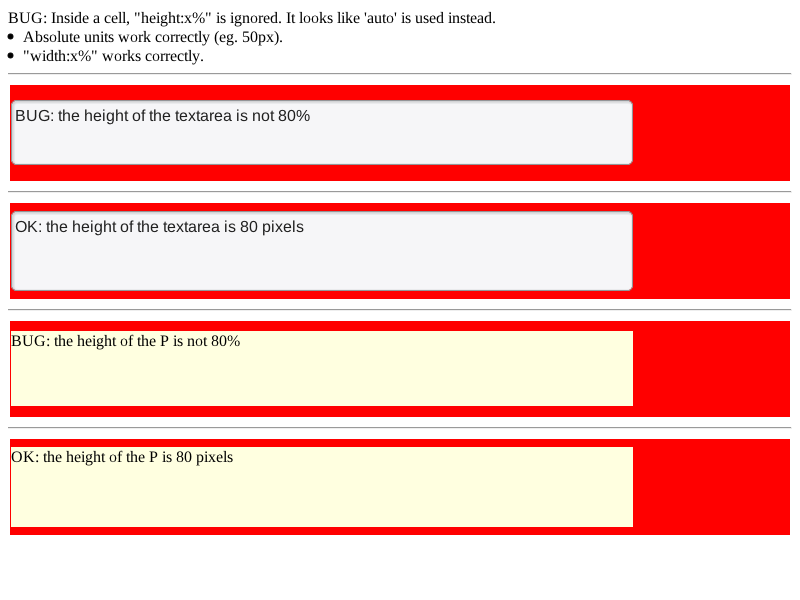 BUG: Inside a cell, "height:x%" is ignored. It looks like 'auto' is used instead.
Absolute units work correctly (eg. 50px).
"width:x%" works correctly.
BUG: the height of the textarea is not 80%
OK: the height of the textarea is 80 pixels
BUG: the height of the P is not 80%
OK: the height of the P is 80 pixels